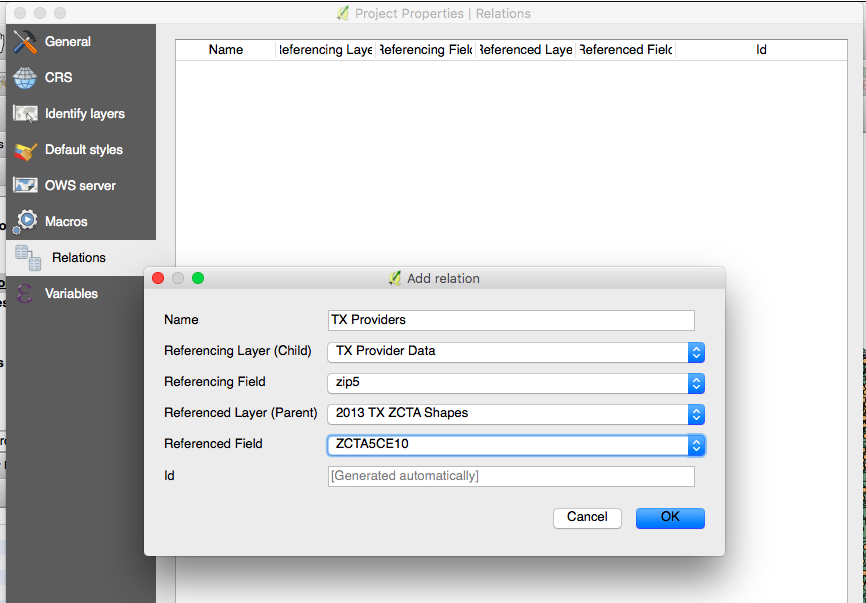 Project Properties | Relations
General
CRS
Identify layers
Default styles
OWS server
Macros
Relations
Variables
Name Referencing Laye Referencing Fielc Referenced Laye Referenced Fielc Id
Add relation
Name TX Providers
Referencing Layer (Child) TX Provider Data
Referencing Field zip5
Referenced Layer (Parent) 2013 TX ZCTA Shapes
Referenced Field ZCTA5CE10
Id [Generated automatically]
Cancel OK